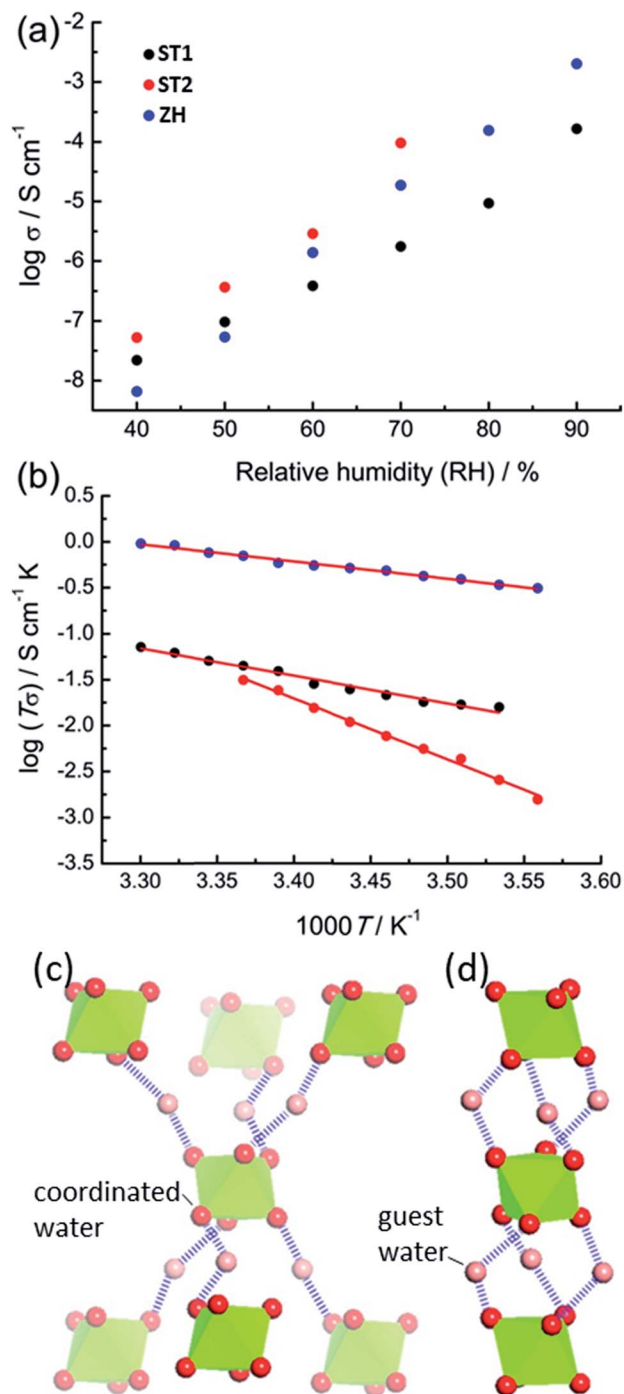 (a)
-2
-3
-4
-5
-6
-7
-8
log σ / S cm⁻¹
ST1
ST2
ZH
40 50 60 70 80 90
Relative humidity (RH) / %
(b)
0.5
0.0
-0.5
-1.0
-1.5
-2.0
-2.5
-3.0
-3.5
log (Tσ) / S cm⁻¹ K
3.30 3.35 3.40 3.45 3.50 3.55 3.60
1000 T / K⁻¹
(c)
coordinated
water
(d)
guest
water